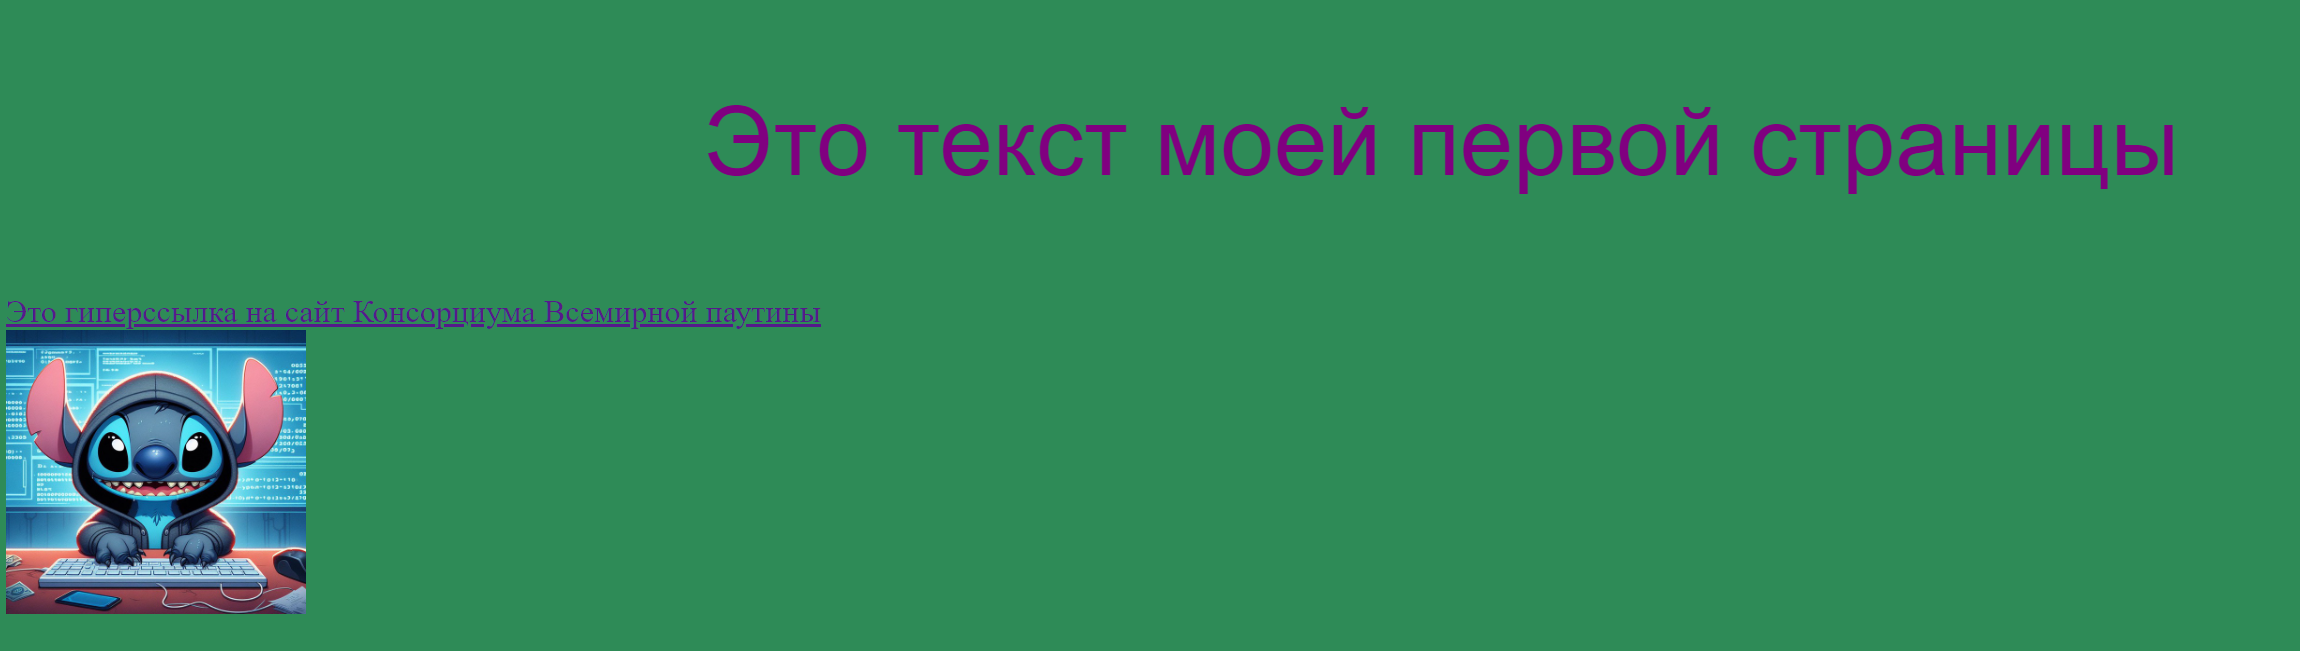 Это текст моей первой страницы
Это гиперссылка на сайт Консорциума Всемирной паутины